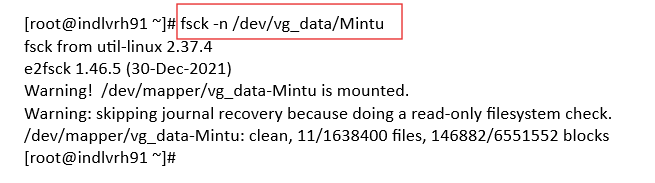 [root@indlvrh91 ~]# fsck -n /dev/vg_data/Mintu
fsck from util-linux 2.37.4
e2fsck 1.46.5 (30-Dec-2021)
Warning!  /dev/mapper/vg_data-Mintu is mounted.
Warning: skipping journal recovery because doing a read-only filesystem check.
/dev/mapper/vg_data-Mintu: clean, 11/1638400 files, 146882/6551552 blocks
[root@indlvrh91 ~]#